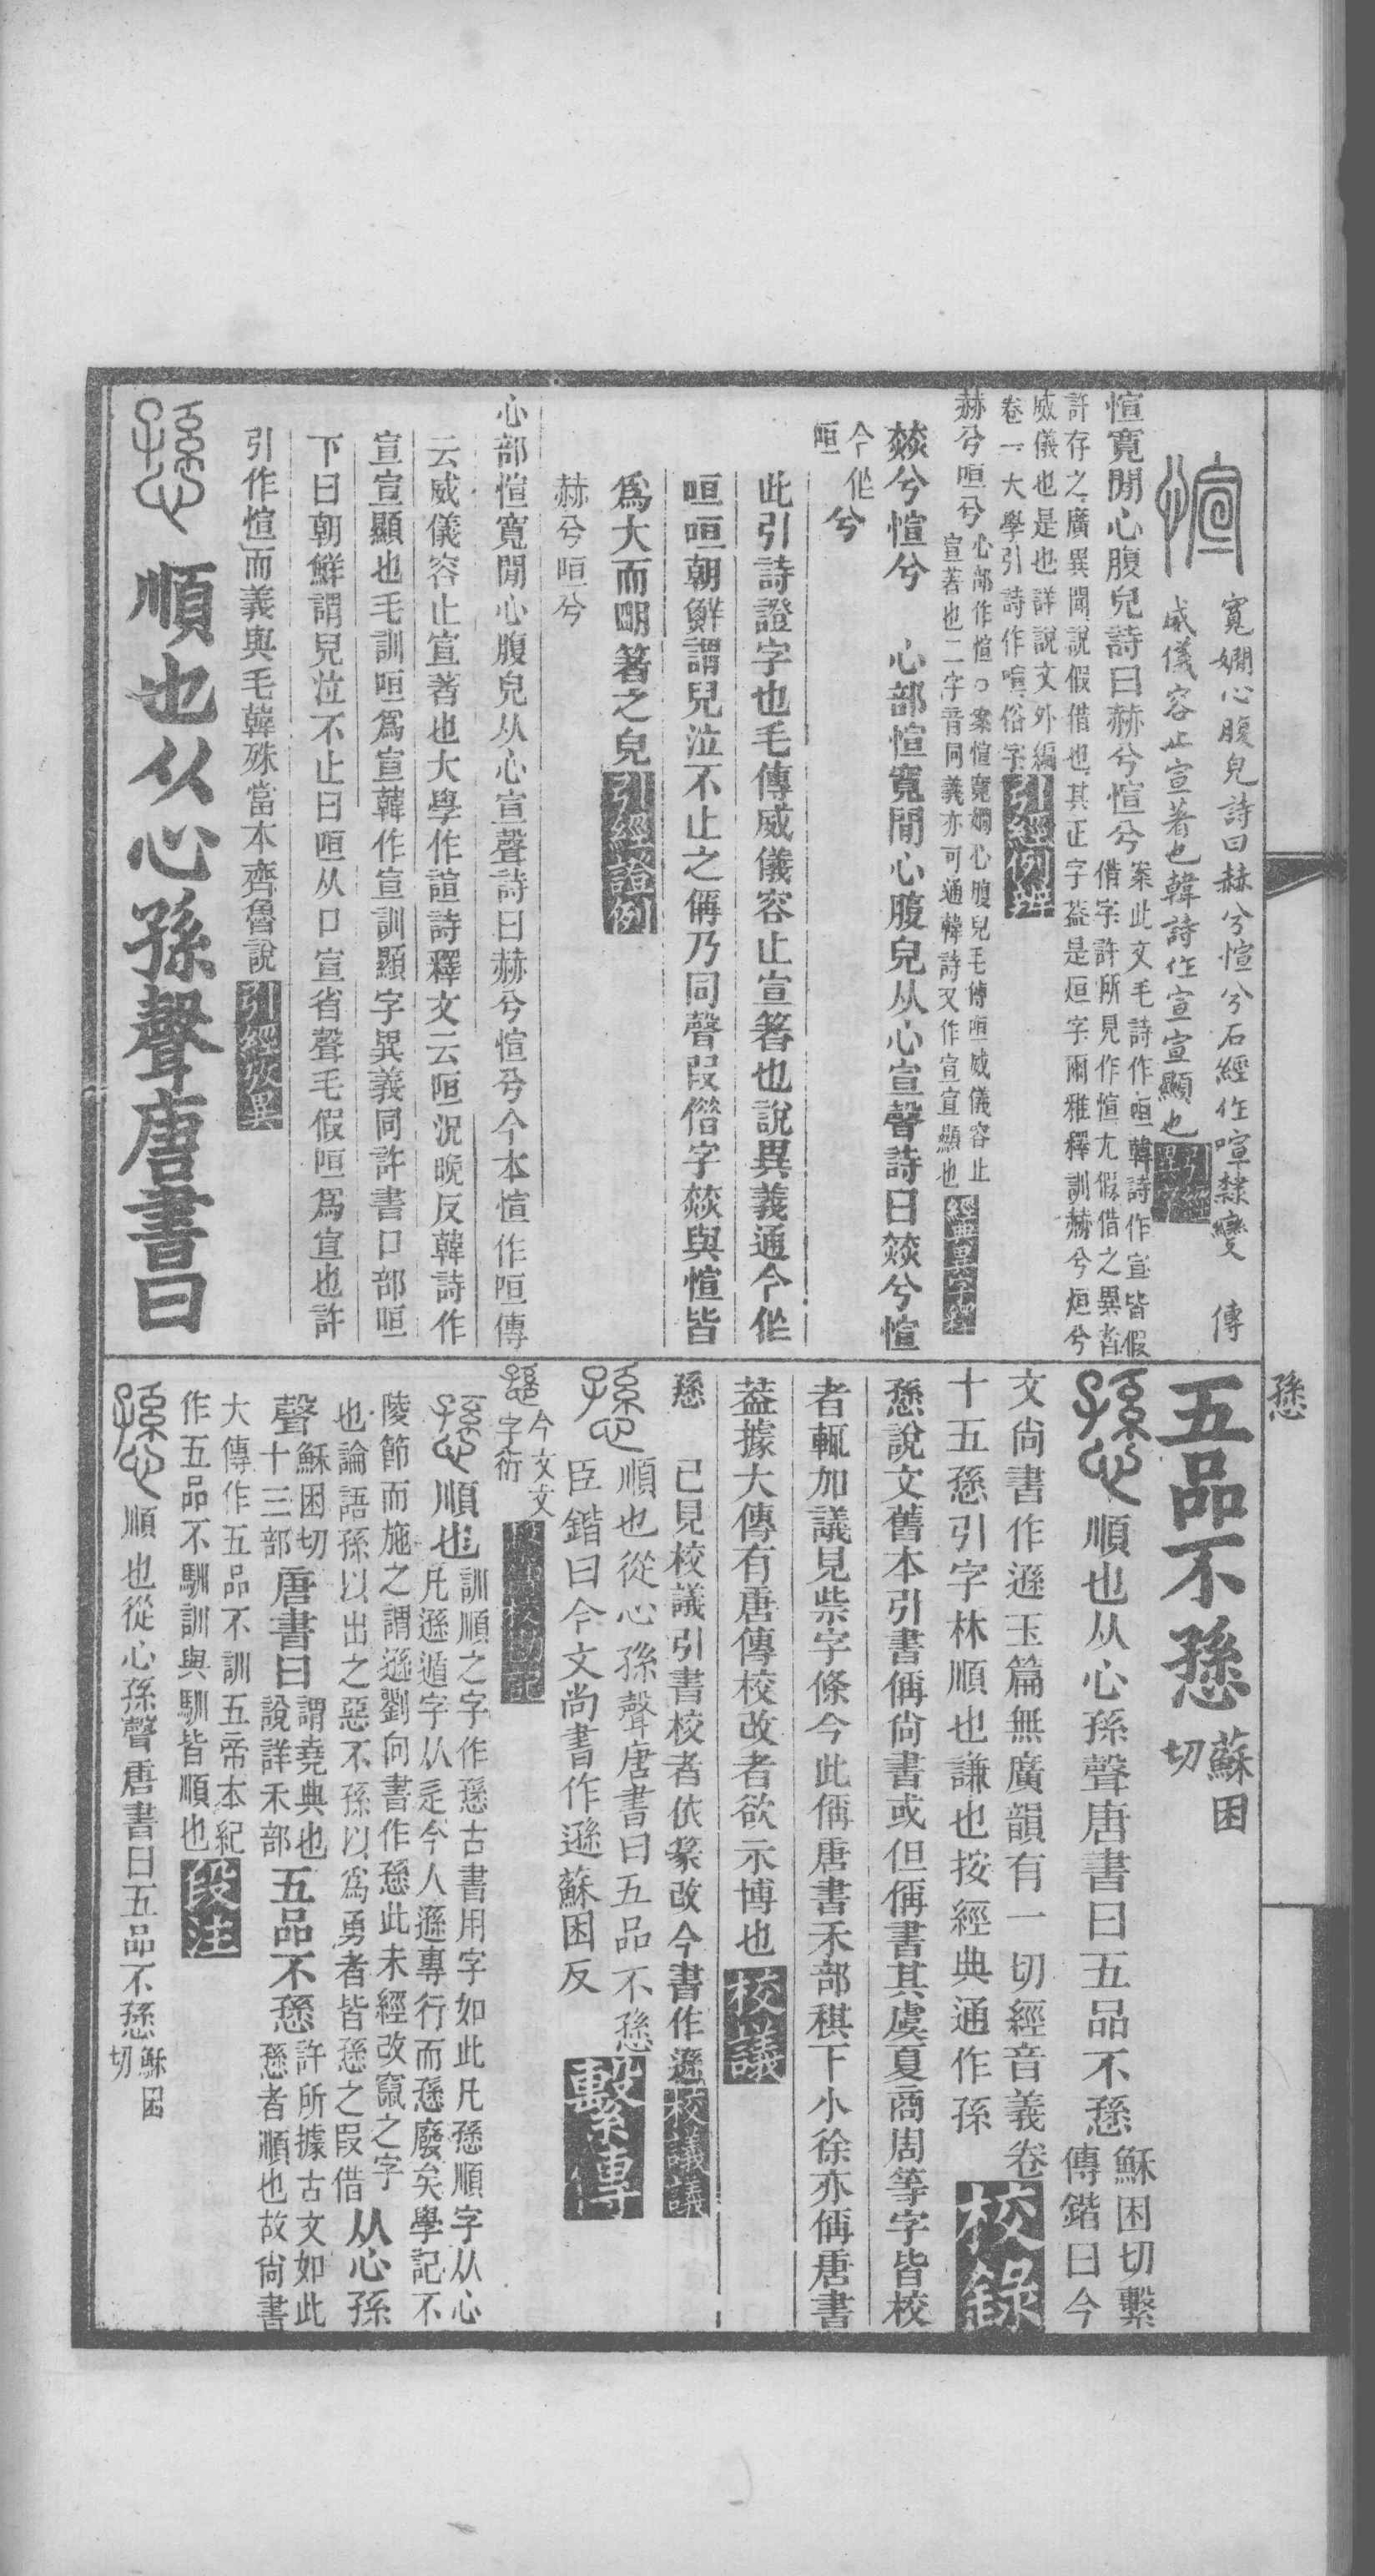 愻
寬嫺心腹皃詩曰赫兮愃兮石經作喧隸變　傳
威儀容止宣著也韓詩作宣宣顯也
愃寛閒心腹皃詩曰赫兮愃兮案此文毛詩作咺韓詩作宣皆假
借字許所見作愃尤假借之異者
許存之廣異聞說假借也其正字葢是烜字爾雅釋訓赫兮烜兮
威儀也是也詳說文外編
卷一大學引詩作喧俗字引經例辨
赫兮咺兮心部作愃○案愃寛嫺心腹皃毛傳咺威儀容止
宣著也二字音同義亦可通韓詩又作宣宣顯也經典異字釋
赫兮愃兮　心部愃寬閒心腹皃从心宣聲詩曰赫兮愃
今作
咺兮
此引詩證字也毛傳威儀容止宣箸也說異義通今作
咺咺朝鮮謂兒泣不止之偁乃同聲叚借字赫與愃皆
爲大而朙箸之皃引經證例
赫兮咺兮
心部愃寬閒心腹皃从心宣聲詩曰赫兮愃兮今本愃作咺傳
云威儀容止宣著也大學作諠詩釋文云咺況晚反韓詩作
宣宣顯也毛訓咺爲宣韓作宣訓顯字異義同許書口部咺
下曰朝鮮謂兒泣不止曰咺从口宣省聲毛假咺爲宣也許
引作愃而義與毛韓殊當本齊魯說引經攷異
愻　順也从心孫聲唐書曰
五品不愻蘇困
切
愻順也从心孫聲唐書曰五品不愻穌困切繫
傳鍇曰今
文尙書作遜玉篇無廣韻有一切經音義卷
十五愻引字林順也謙也按經典通作孫校錄
愻說文舊本引書偁尙書或但偁書其虞夏商周等字皆校
者輒加議見祡字條今此偁唐書禾部稘下小徐亦偁唐書
葢據大傳有唐傳校改者欲示博也校議
愻　已見校議引書校者依篆改今書作遜校議議
愻順也從心孫聲唐書曰五品不愻
臣鍇曰今文尚書作遜蘇困反繫傳
愻今文文
字衍
愻順也訓順之字作愻古書用字如此凡愻順字从心
凡遜遁字从辵今人遜專行而愻廢矣學記不
陵節而施之謂遜劉向書作愻此未經改竄之字
也論語孫以出之惡不孫以爲勇者皆愻之叚借从心孫
聲穌困切
十三部唐書曰謂堯典也
說詳禾部五品不愻許所據古文如此
愻者順也故尙書
大傳作五品不訓五帝本紀
作五品不馴訓與馴皆順也段注
愻順也從心孫聲唐書曰五品不愻穌困
切